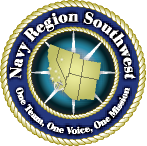 Navy Region Southwest
One Team, One Voice, One Mission